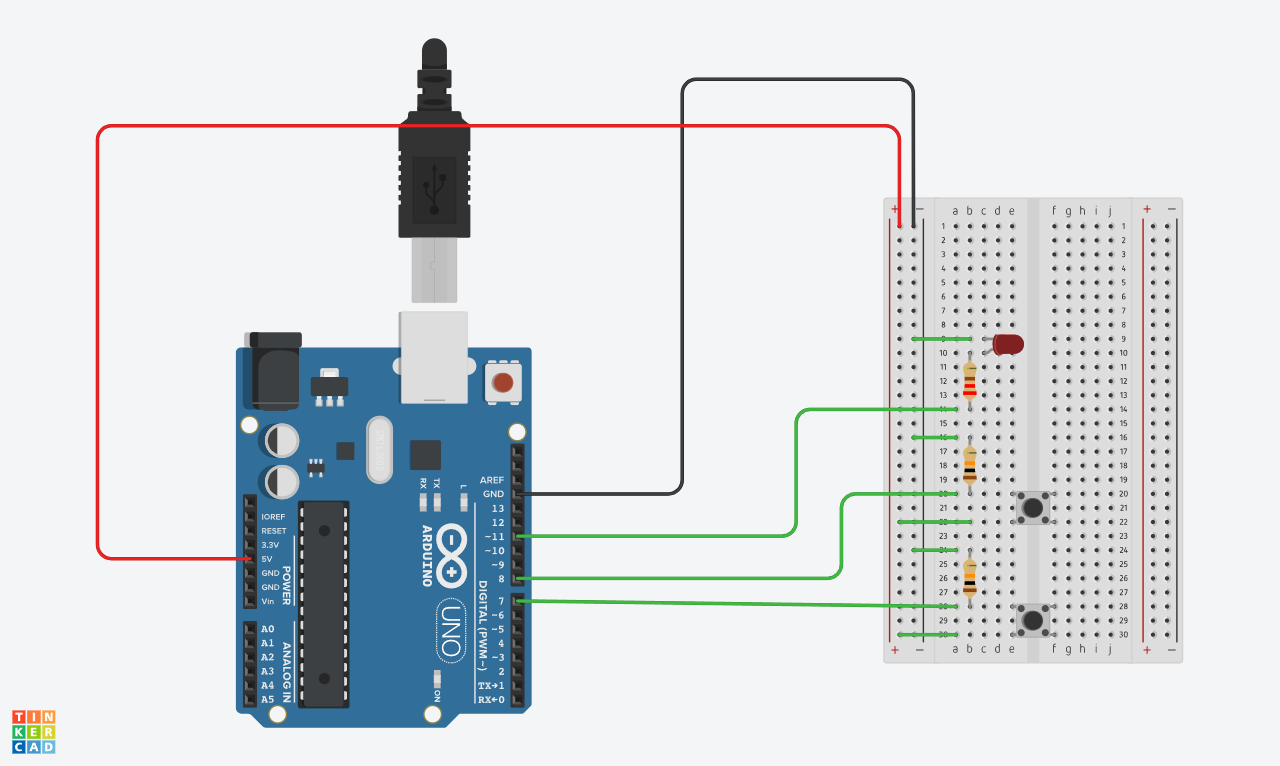 + − a b c d e f g h i j + −
1 1
2 2
3 3
4 4
5 5
6 6
7 7
8 8
9 9
10 10
11 11
12 12
13 13
14 14
15 15
16 16
17 17
18 18
19 19
20 20
21 21
22 22
23 23
24 24
25 25
26 26
27 27
28 28
29 29
30 30
+ − a b c d e f g h i j + −
AREF
GND
13
12
~11
~10
~9
8
7
~6
~5
4
~3
2
TX→1
RX←0
DIGITAL (PWM~)
RX
TX
L
ARDUINO
UNO
ON
IOREF
RESET
3.3V
5V
GND
GND
Vin
POWER
A0
A1
A2
A3
A4
A5
ANALOG IN
TIN
KER
CAD